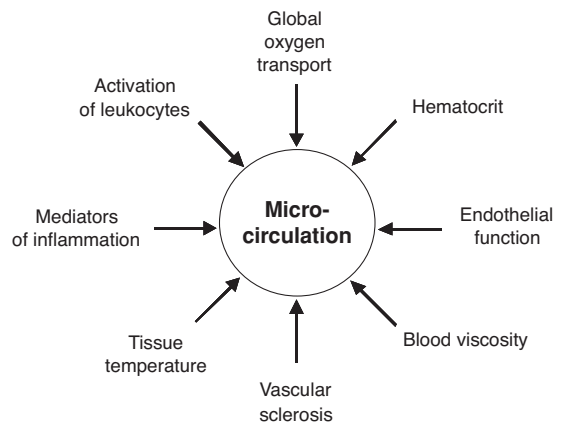 Global
oxygen
transport
Activation
of leukocytes
Hematocrit
Micro-
circulation
Mediators
of inflammation
Endothelial
function
Tissue
temperature
Blood viscosity
Vascular
sclerosis